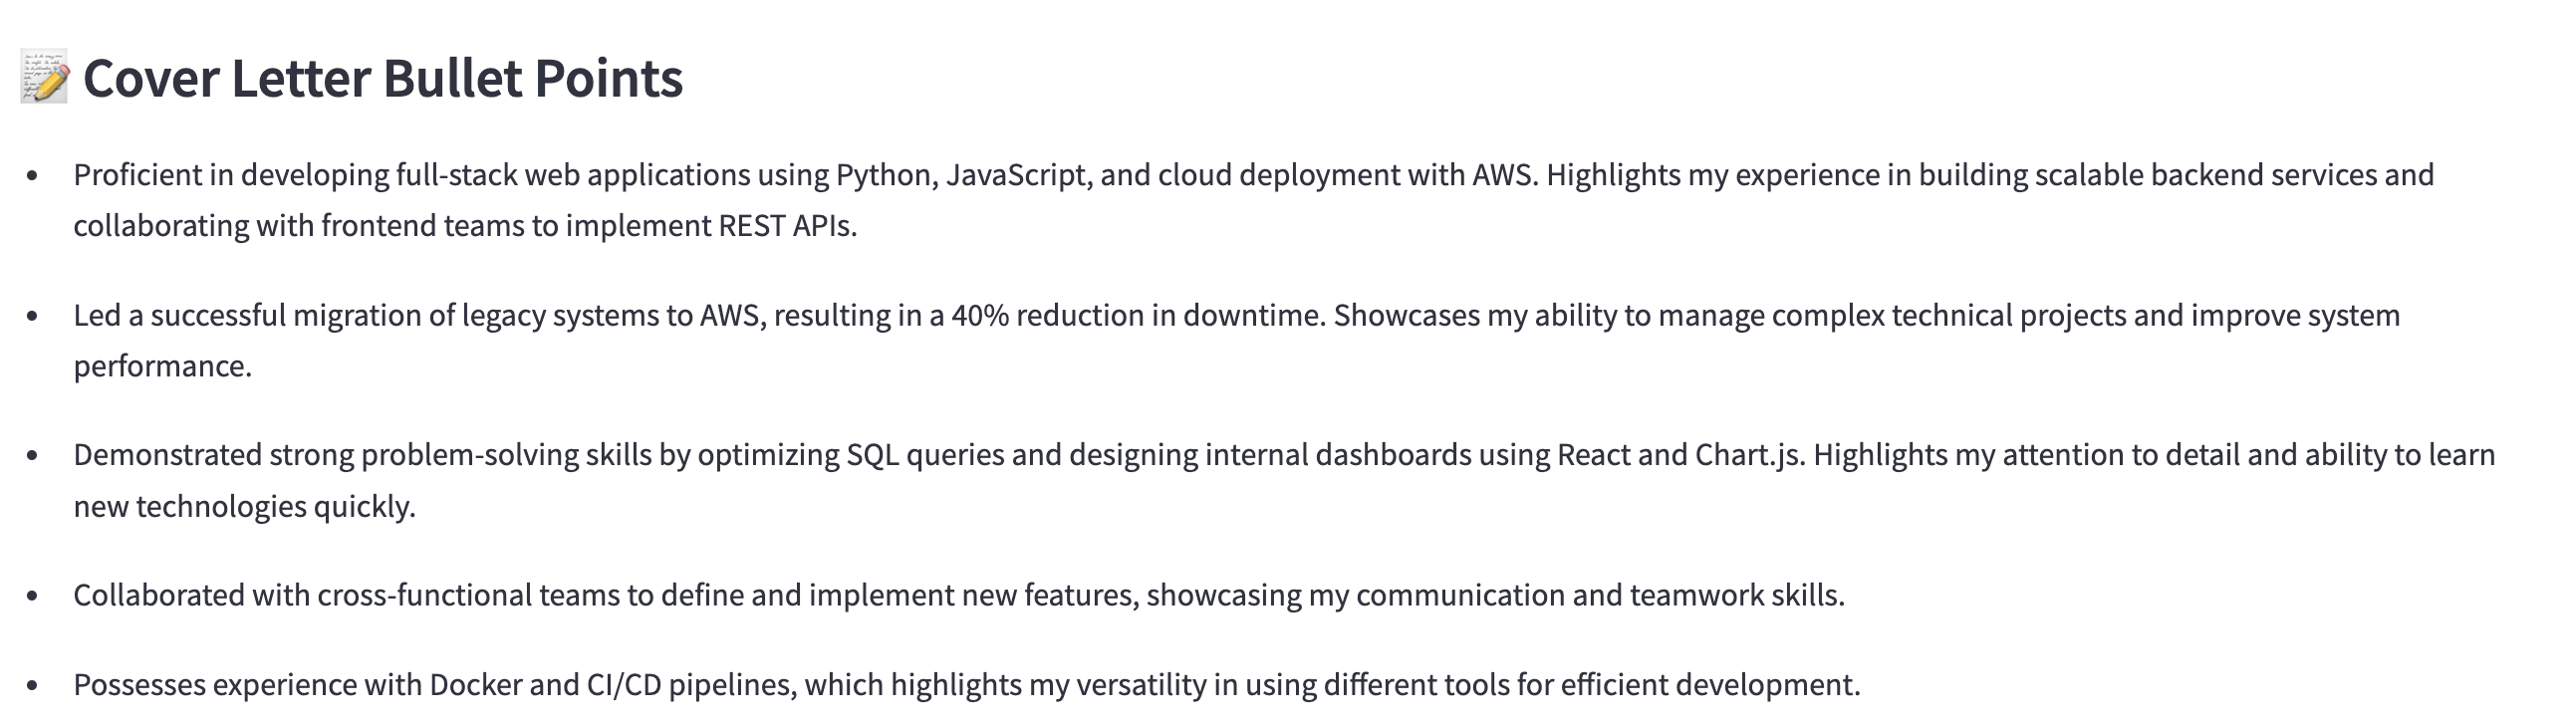 Cover Letter Bullet Points
• Proficient in developing full-stack web applications using Python, JavaScript, and cloud deployment with AWS. Highlights my experience in building scalable backend services and
collaborating with frontend teams to implement REST APIs.
• Led a successful migration of legacy systems to AWS, resulting in a 40% reduction in downtime. Showcases my ability to manage complex technical projects and improve system
performance.
• Demonstrated strong problem-solving skills by optimizing SQL queries and designing internal dashboards using React and Chart.js. Highlights my attention to detail and ability to learn
new technologies quickly.
• Collaborated with cross-functional teams to define and implement new features, showcasing my communication and teamwork skills.
• Possesses experience with Docker and CI/CD pipelines, which highlights my versatility in using different tools for efficient development.